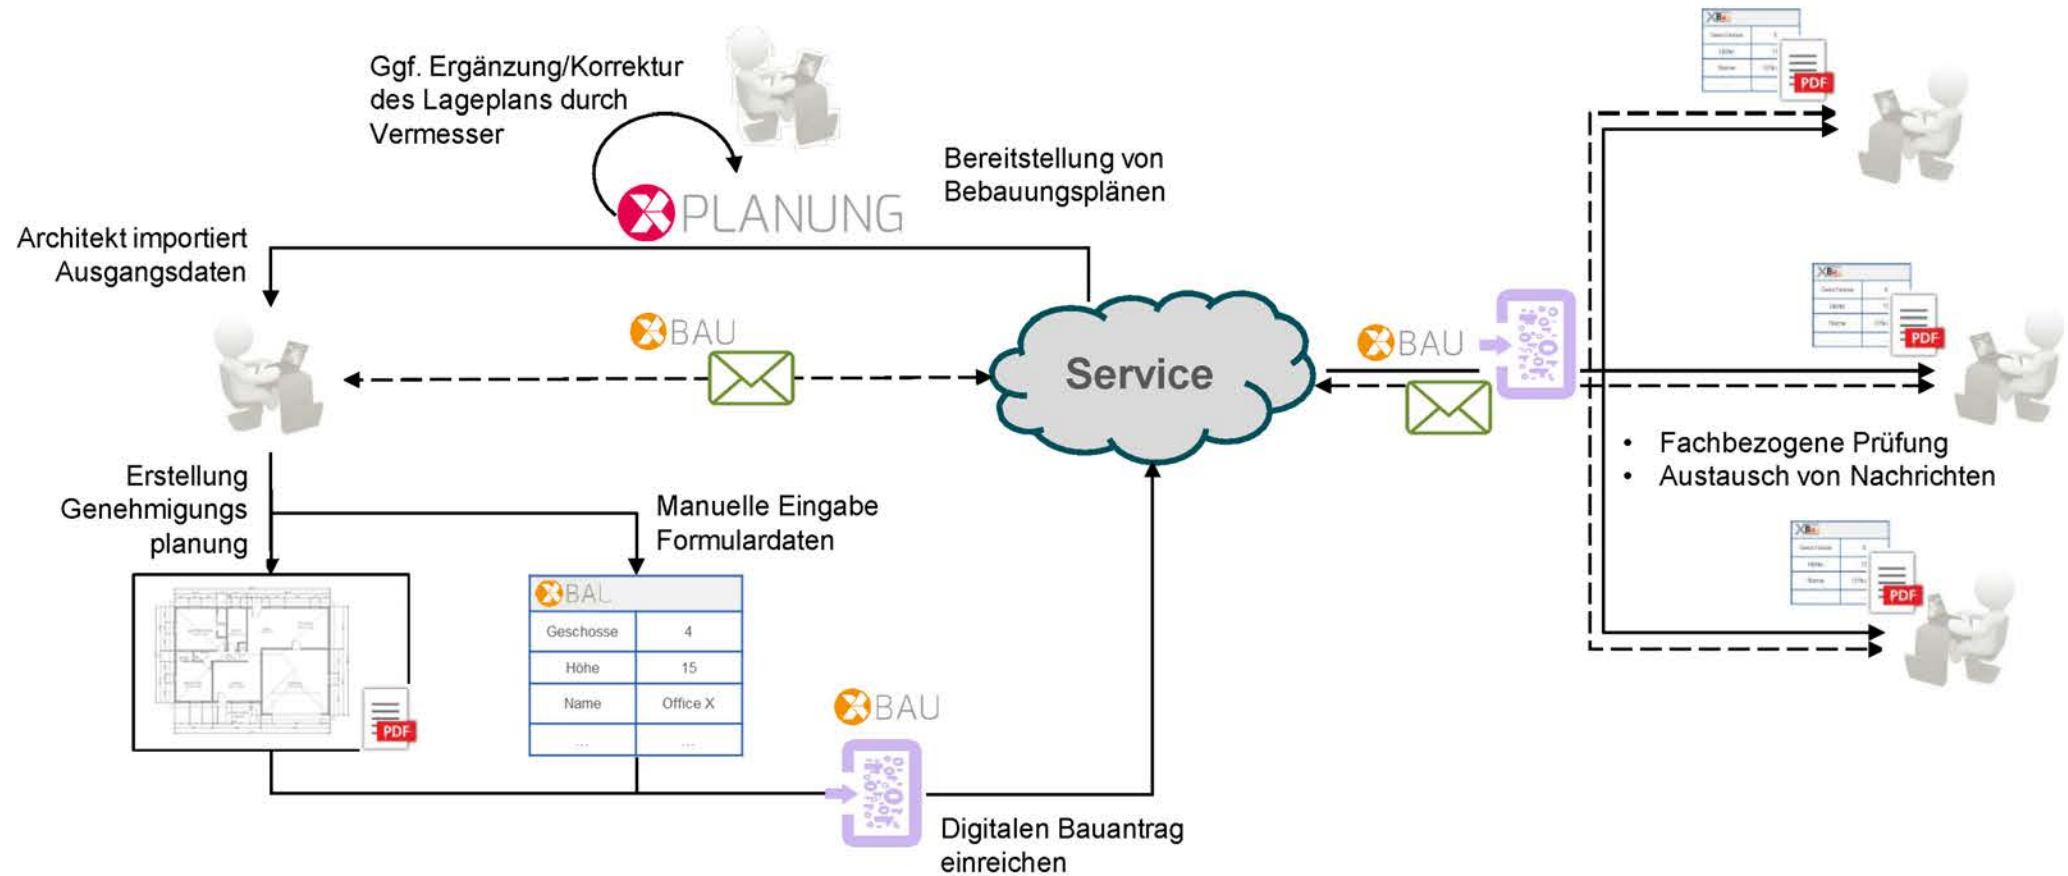 Ggf. Ergänzung/Korrektur
des Lageplans durch
Vermesser
PLANUNG
Bereitstellung von
Bebauungsplänen
Architekt importiert
Ausgangsdaten
BAU
Service
BAU
Fachbezogene Prüfung
Austausch von Nachrichten
PDF
PDF
PDF
Erstellung
Genehmigungs
planung
Manuelle Eingabe
Formulardaten
PDF
BAU
Geschosse 4
Höhe 15
Name Office X
... ...
BAU
Digitalen Bauantrag
einreichen